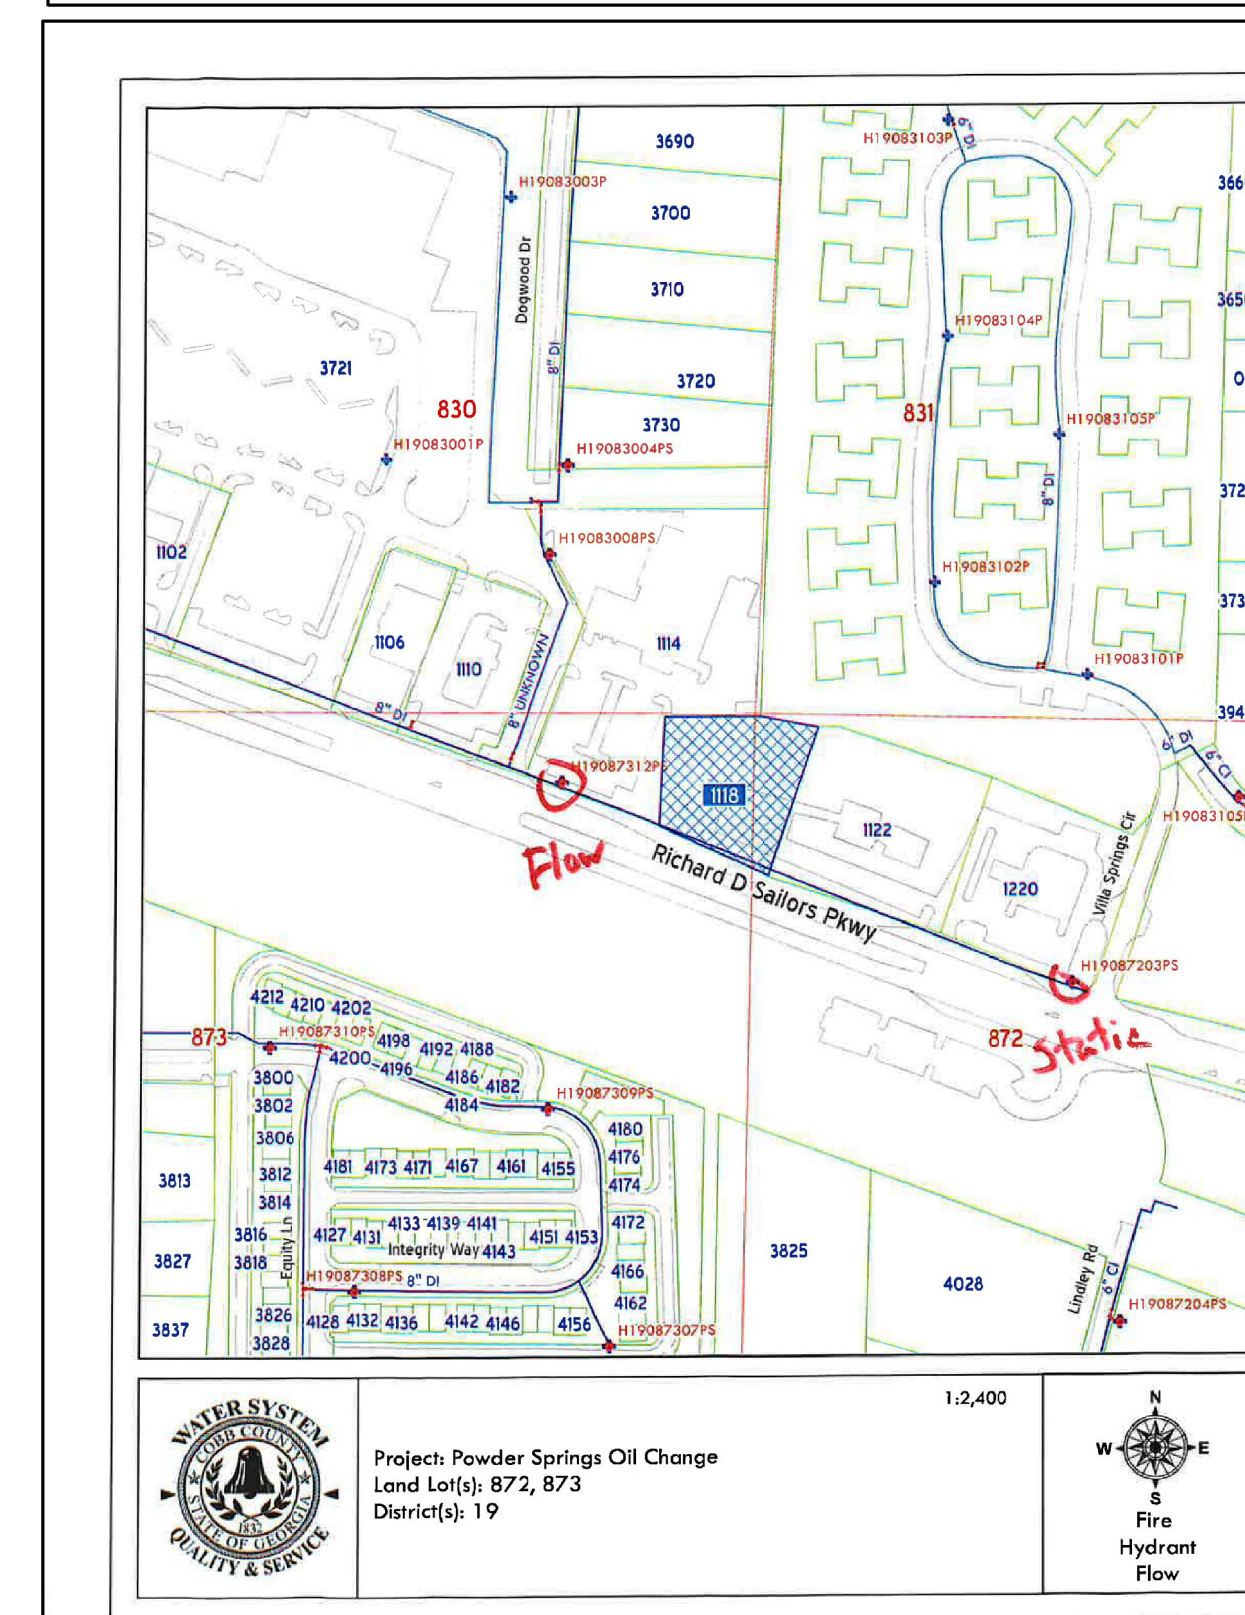 3690
H19083103P
6" DI
H19083003P
3700
Dogwood Dr
3710
H19083104P
8" DI
3721
3720
830
831
3730
H19083105P
H19083001P
H19083004PS
8" DI
1102
H19083008PS
H19083102P
1106
1110
8" UNKNOWN
1114
H19083101P
8" DI
6" DI
6" CI
H19087312PS
1118
1122
Villa Springs Cir
Flow
Richard D Sailors Pkwy
1220
H19087203PS
872
Static
4212
4210
4202
873
H19087310PS
4198
4192
4188
4200
4196
4186
4182
3800
4184
H19087309PS
3802
3806
4180
4176
3812
4181
4173
4171
4167
4161
4155
4174
3813
3814
3816
4127
4131
4133
4139
4141
4151
4153
4172
3818
Equity Ln
Integrity Way
4143
3825
3827
H19087308PS
8" DI
4166
4028
Lindley Rd
6" CI
4162
3826
4128
4132
4136
4142
4146
4156
H19087204PS
3837
3828
H19087307PS
WATER SYSTEM
COBB COUNTY
STATE OF GEORGIA
1832
QUALITY & SERVICE
Project: Powder Springs Oil Change
Land Lot(s): 872, 873
District(s): 19
1:2,400
N
W
E
S
Fire
Hydrant
Flow